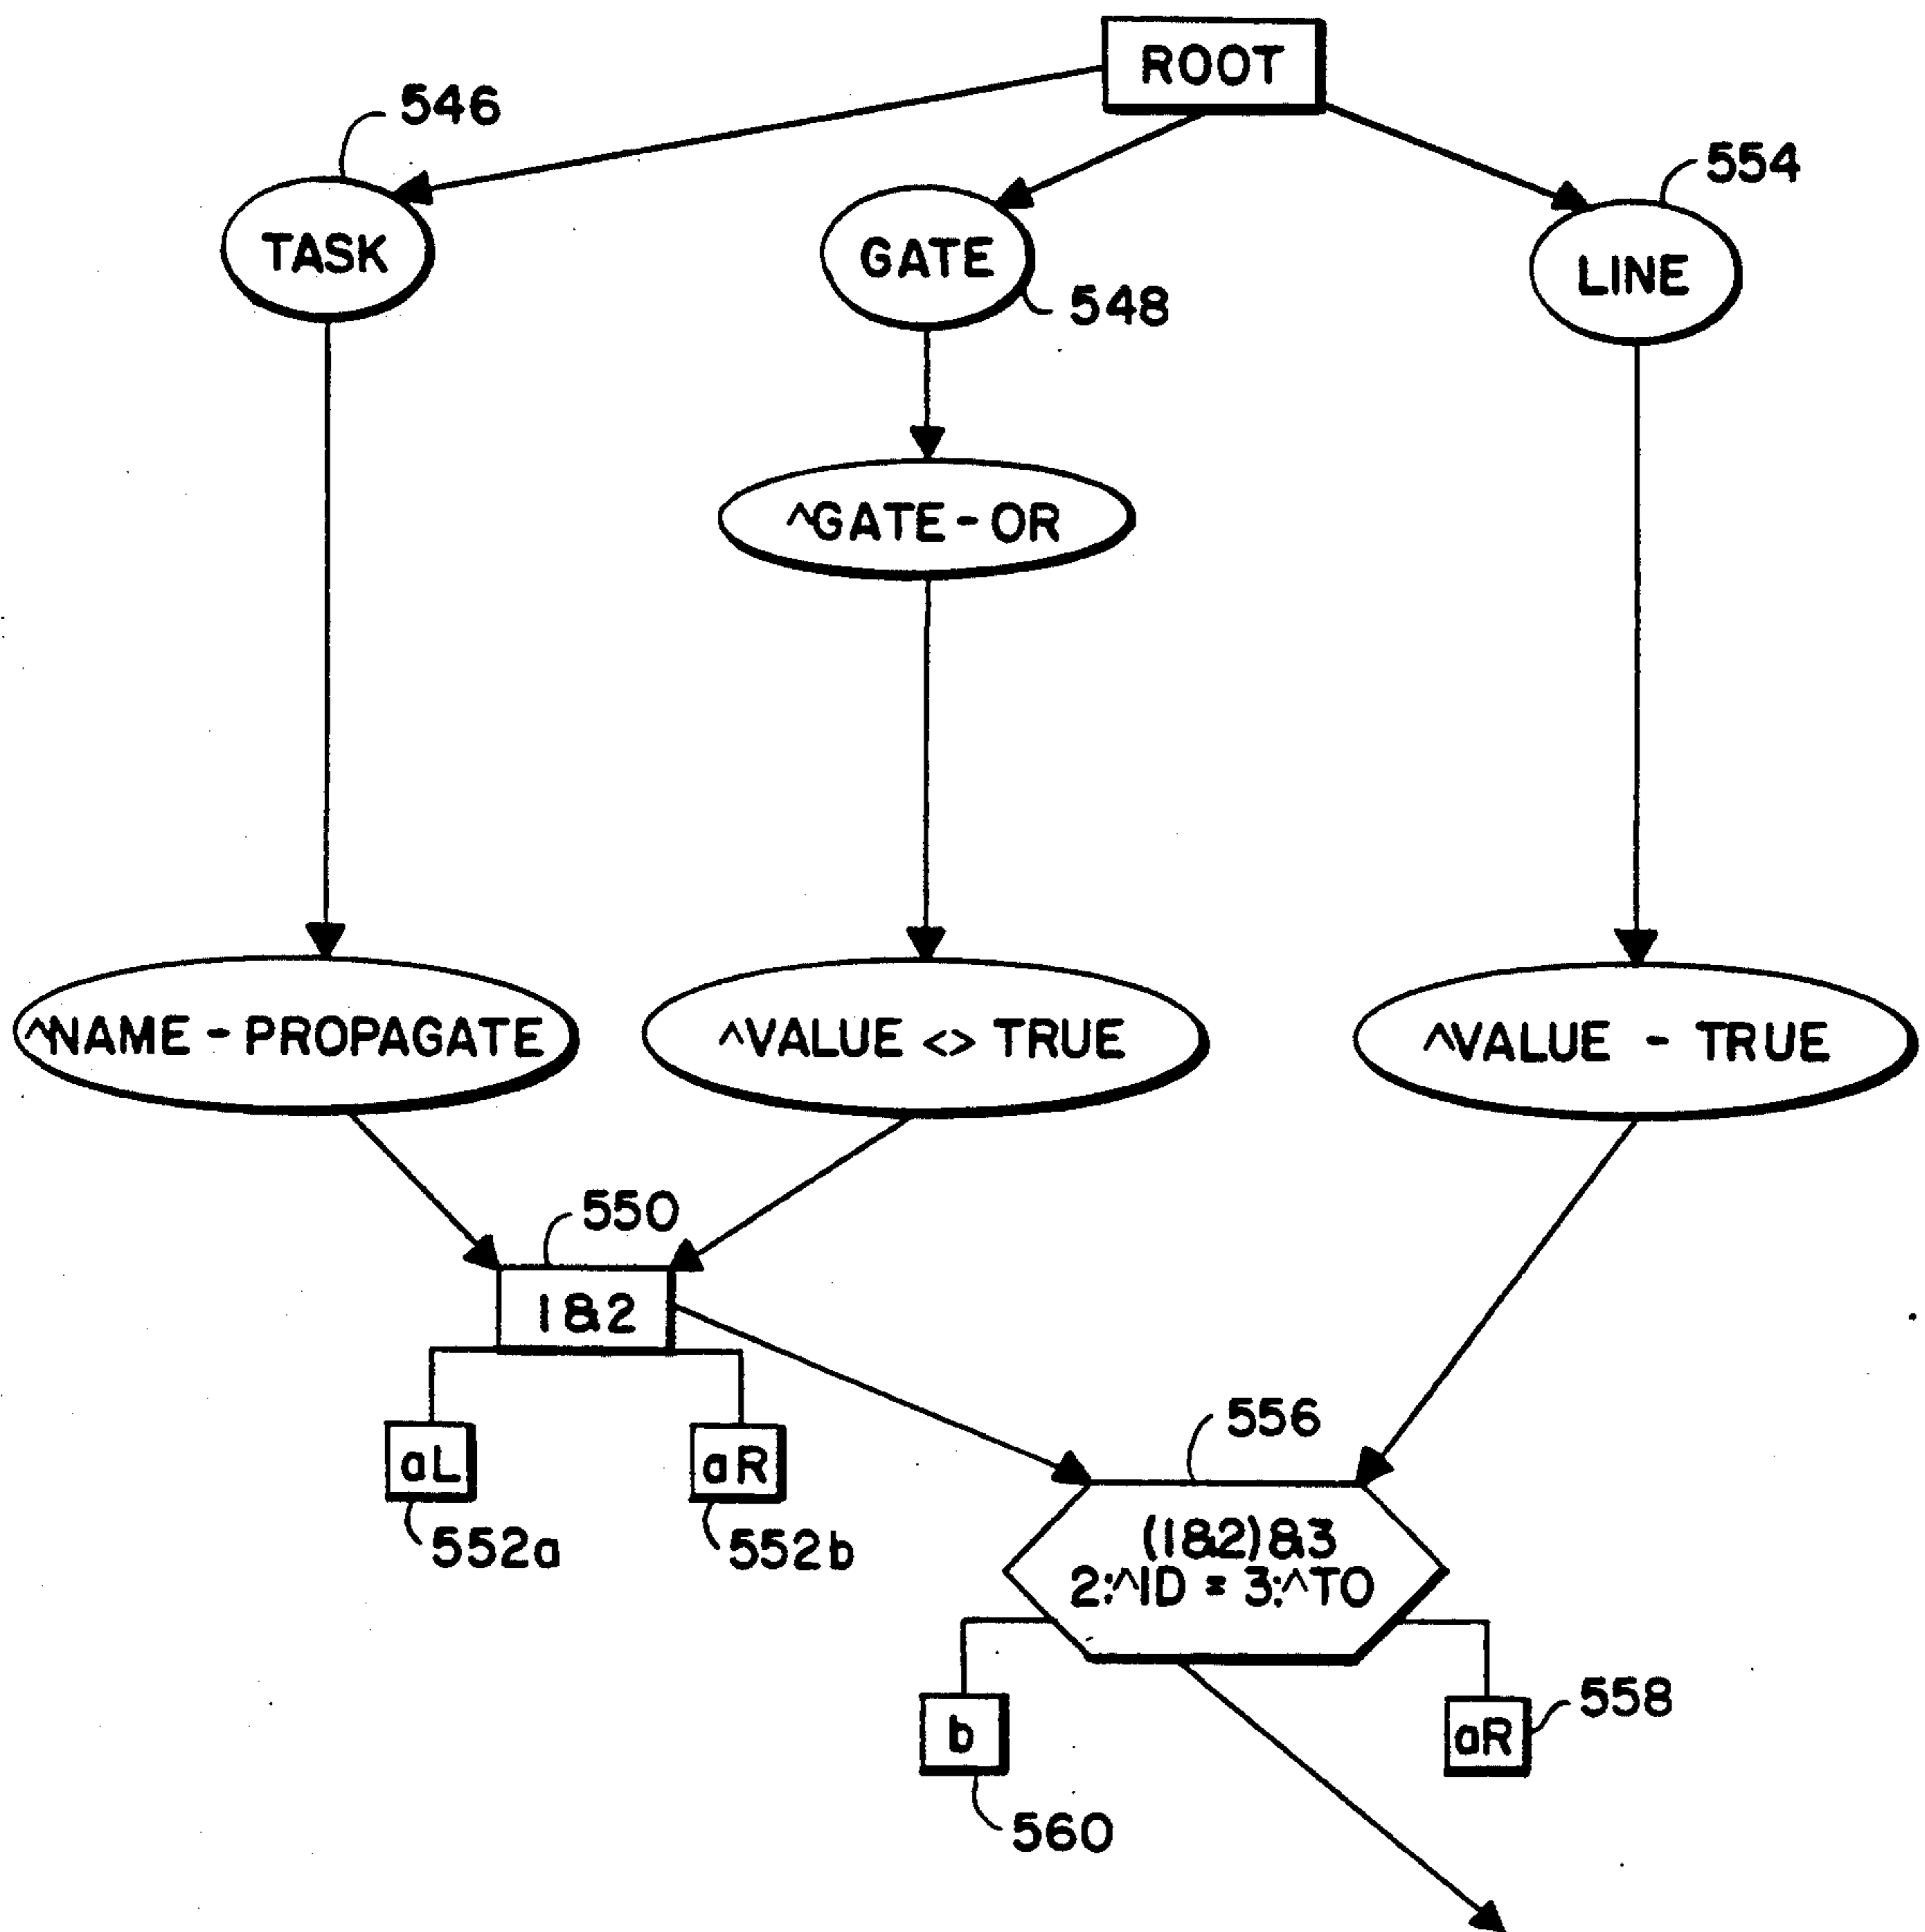 ROOT
546
554
TASK
GATE
LINE
548
^GATE-OR
^NAME - PROPAGATE
^VALUE <> TRUE
^VALUE - TRUE
550
1&2
556
aL
aR
(1&2)&3
552a
552b
2:^ID = 3:^TO
558
b
aR
560